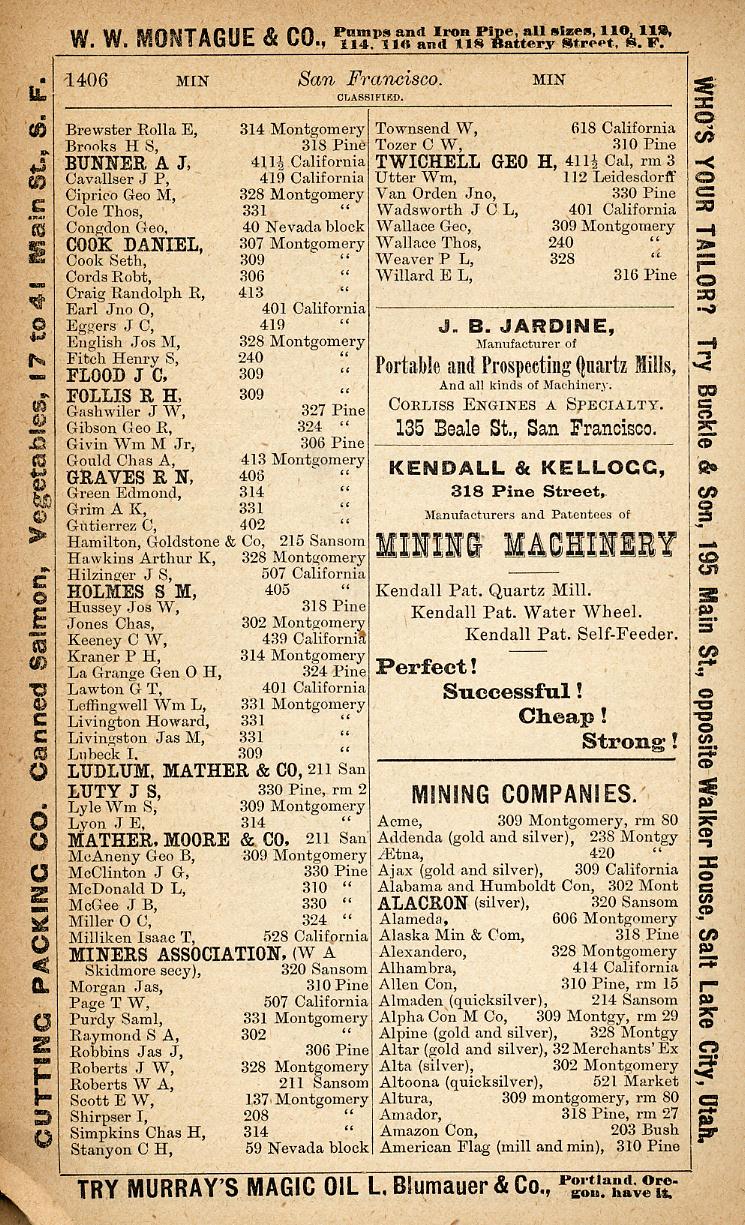 W. W. MONTAGUE & CO., Pumps and Iron Pipe, all sizes, 110, 112,
114, 116 and 118 Battery Street, S. F.
1406 MIN San Francisco. MIN
CLASSIFIED.
Brewster Rolla E, 314 Montgomery
Brooks H S, 318 Pine
BUNNER A J, 411½ California
Cavallser J P, 419 California
Ciprico Geo M, 328 Montgomery
Cole Thos, 331 “
Congdon Geo, 40 Nevada block
COOK DANIEL, 307 Montgomery
Cook Seth, 309 “
Cords Robt, 306 “
Craig Randolph R, 413 “
Earl Jno O, 401 California
Eggers J C, 419 “
English Jos M, 328 Montgomery
Fitch Henry S, 240 “
FLOOD J C, 309 “
FOLLIS R H, 309 “
Gashwiler J W, 327 Pine
Gibson Geo R, 324 “
Givin Wm M Jr, 306 Pine
Gould Chas A, 413 Montgomery
GRAVES R N, 406 “
Green Edmond, 314 “
Grim A K, 331 “
Gutierrez C, 402 “
Hamilton, Goldstone & Co, 215 Sansom
Hawkins Arthur K, 328 Montgomery
Hilzinger J S, 507 California
HOLMES S M, 405 “
Hussey Jos W, 318 Pine
Jones Chas, 302 Montgomery
Keeney C W, 439 California
Kraner P H, 314 Montgomery
La Grange Gen O H, 324 Pine
Lawton G T, 401 California
Leffingwell Wm L, 331 Montgomery
Livington Howard, 331 “
Livingston Jas M, 331 “
Lubeck I, 309 “
LUDLUM, MATHER & CO, 211 San
LUTY J S, 330 Pine, rm 2
Lyle Wm S, 309 Montgomery
Lyon J E, 314 “
MATHER, MOORE & CO, 211 San
McAneny Geo B, 309 Montgomery
McClinton J G, 330 Pine
McDonald D L, 310 “
McGee J B, 330 “
Miller O C, 324 “
Milliken Isaac T, 528 California
MINERS ASSOCIATION, (W A
Skidmore secy), 320 Sansom
Morgan Jas, 310 Pine
Page T W, 507 California
Purdy Saml, 331 Montgomery
Raymond S A, 302 “
Robbins Jas J, 306 Pine
Roberts J W, 328 Montgomery
Roberts W A, 211 Sansom
Scott E W, 137 Montgomery
Shirpser I, 208 “
Simpkins Chas H, 314 “
Stanyon C H, 59 Nevada block
Townsend W, 618 California
Tozer C W, 310 Pine
TWICHELL GEO H, 411½ Cal, rm 3
Utter Wm, 112 Leidesdorff
Van Orden Jno, 330 Pine
Wadsworth J C L, 401 California
Wallace Geo, 309 Montgomery
Wallace Thos, 240 “
Weaver P L, 328 “
Willard E L, 316 Pine
J. B. JARDINE,
Manufacturer of
Portable and Prospecting Quartz Mills,
And all kinds of Machinery.
CORLISS ENGINES A SPECIALTY.
135 Beale St., San Francisco.
KENDALL & KELLOGG,
318 Pine Street,
Manufacturers and Patentees of
MINING MACHINERY
Kendall Pat. Quartz Mill.
Kendall Pat. Water Wheel.
Kendall Pat. Self-Feeder.
Perfect!
Successful!
Cheap!
Strong!
MINING COMPANIES.
Acme, 309 Montgomery, rm 80
Addenda (gold and silver), 238 Montgy
Ætna, 420 “
Ajax (gold and silver), 309 California
Alabama and Humboldt Con, 302 Mont
ALACRON (silver), 320 Sansom
Alameda, 606 Montgomery
Alaska Min & Com, 318 Pine
Alexandero, 328 Montgomery
Alhambra, 414 California
Allen Con, 310 Pine, rm 15
Almaden (quicksilver), 214 Sansom
Alpha Con M Co, 309 Montgy, rm 29
Alpine (gold and silver), 328 Montgy
Altar (gold and silver), 32 Merchants' Ex
Alta (silver), 302 Montgomery
Altoona (quicksilver), 521 Market
Altura, 309 montgomery, rm 80
Amador, 318 Pine, rm 27
Amazon Con, 203 Bush
American Flag (mill and min), 310 Pine
CUTTING PACKING CO. Canned Salmon, Vegetables, 17 to 41 Main St., S. F.
WHO'S YOUR TAILOR? Try Buckle & Son, 195 Main St., opposite Walker House, Salt Lake City, Utah.
TRY MURRAY'S MAGIC OIL L. Blumauer & Co., Portland, Ore-
gon, have it.